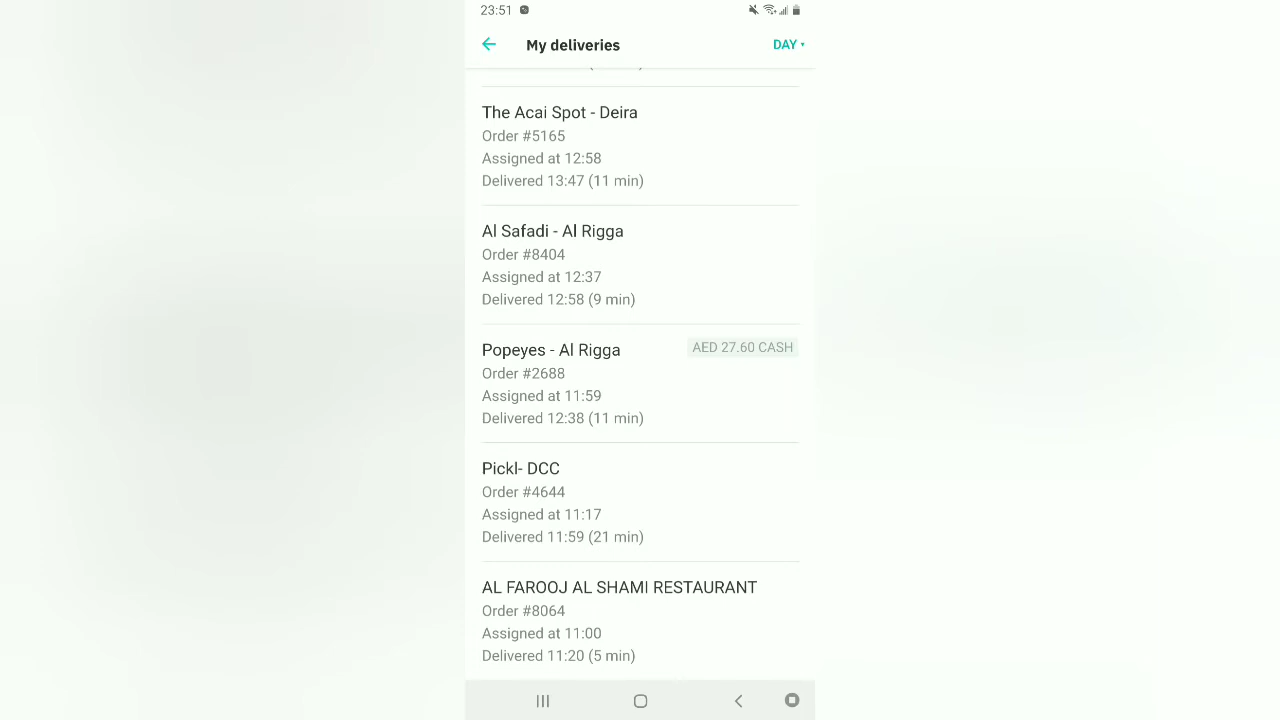 23:51
My deliveries
DAY
The Acai Spot - Deira
Order #5165
Assigned at 12:58
Delivered 13:47 (11 min)
Al Safadi - Al Rigga
Order #8404
Assigned at 12:37
Delivered 12:58 (9 min)
Popeyes - Al Rigga
AED 27.60 CASH
Order #2688
Assigned at 11:59
Delivered 12:38 (11 min)
Pickl- DCC
Order #4644
Assigned at 11:17
Delivered 11:59 (21 min)
AL FAROOJ AL SHAMI RESTAURANT
Order #8064
Assigned at 11:00
Delivered 11:20 (5 min)